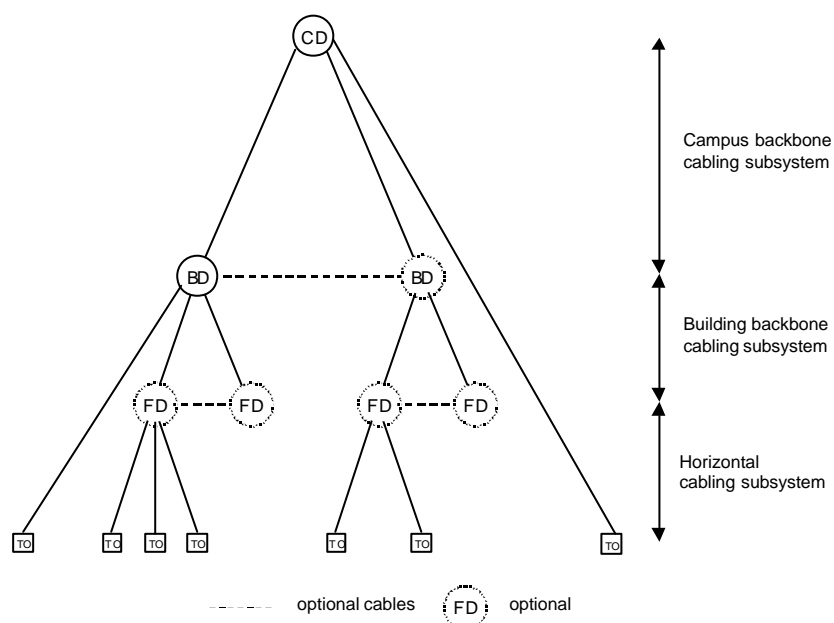 CD
Campus backbone
cabling subsystem
BD
BD
Building backbone
cabling subsystem
FD
FD
FD
FD
Horizontal
cabling subsystem
TO
TO
TO
TO
TO
TO
TO
optional cables
FD
optional